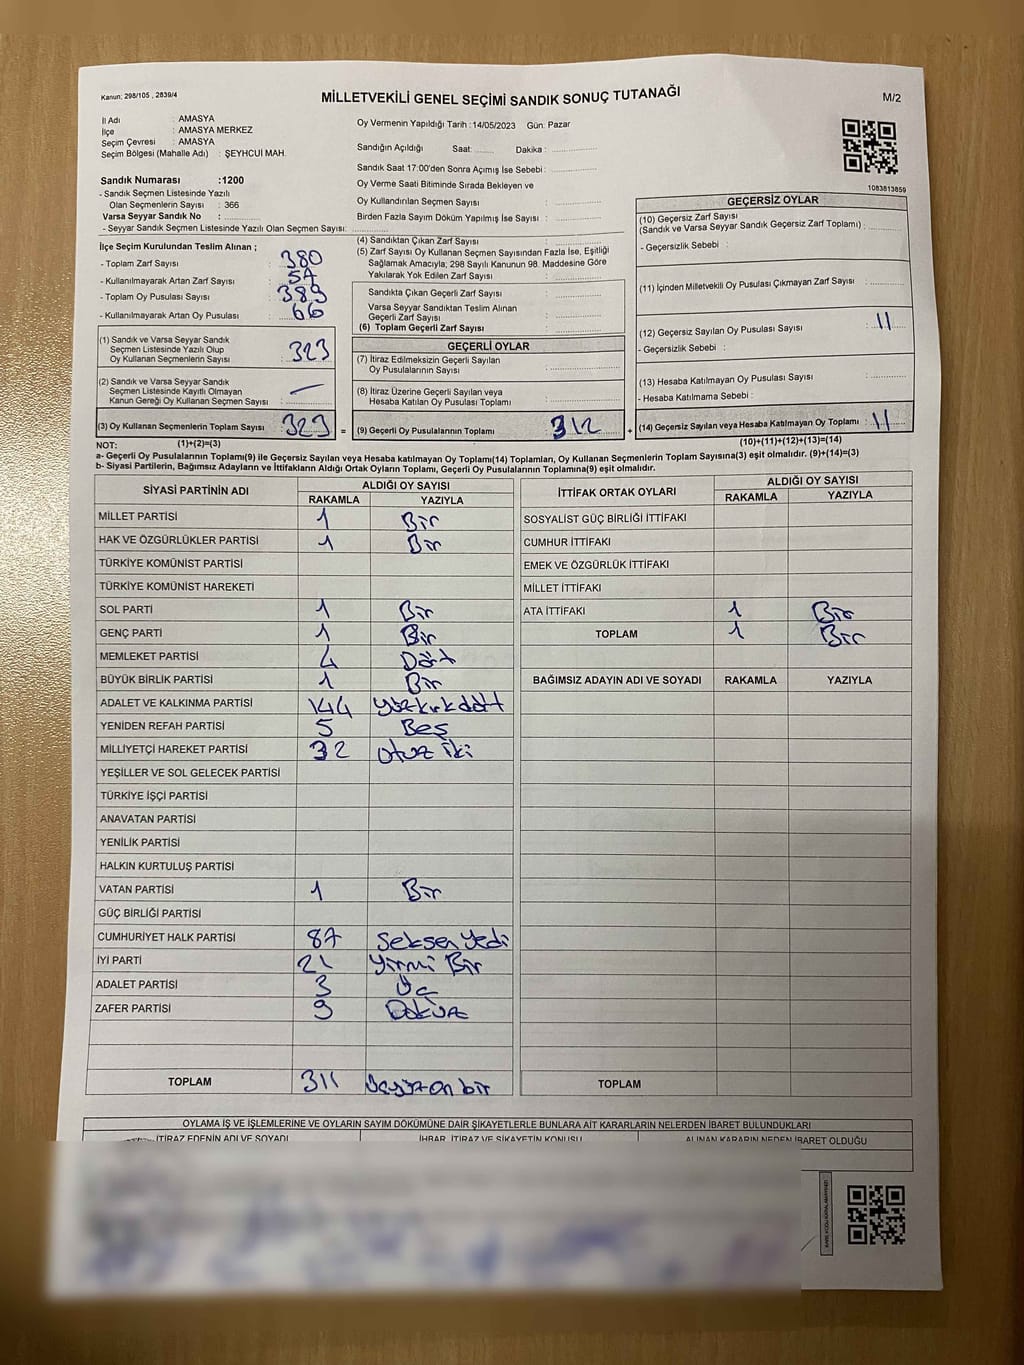 Kanun: 298/105 , 2839/4
MİLLETVEKİLİ GENEL SEÇİMİ SANDIK SONUÇ TUTANAĞI
M/2
İl Adı : AMASYA
İlçe : AMASYA MERKEZ
Seçim Çevresi : AMASYA
Seçim Bölgesi (Mahalle Adı) : ŞEYHCUİ MAH.
Sandık Numarası :1200
- Sandık Seçmen Listesinde Yazılı
Olan Seçmenlerin Sayısı : 366
Varsa Seyyar Sandık No :
- Seyyar Sandık Seçmen Listesinde Yazılı Olan Seçmen Sayısı:
Oy Vermenin Yapıldığı Tarih : 14/05/2023 Gün: Pazar
Sandığın Açıldığı Saat: Dakika :
Sandık Saat 17:00'den Sonra Açımış İse Sebebi :
Oy Verme Saati Bitiminde Sırada Bekleyen ve
Oy Kullandırılan Seçmen Sayısı :
Birden Fazla Sayım Döküm Yapılmış İse Sayısı :
1083813859
İlçe Seçim Kurulundan Teslim Alınan ;
- Toplam Zarf Sayısı : 380
- Kullanılmayarak Artan Zarf Sayısı : 57
- Toplam Oy Pusulası Sayısı : 389
- Kullanılmayarak Artan Oy Pusulası : 66
(1) Sandık ve Varsa Seyyar Sandık
Seçmen Listesinde Yazılı Olup
Oy Kullanan Seçmenlerin Sayısı : 323
(2) Sandık ve Varsa Seyyar Sandık
Seçmen Listesinde Kayıtlı Olmayan
Kanun Gereği Oy Kullanan Seçmen Sayısı : —
(3) Oy Kullanan Seçmenlerin Toplam Sayısı : 323 =
(4) Sandıktan Çıkan Zarf Sayısı :
(5) Zarf Sayısı Oy Kullanan Seçmen Sayısından Fazla İse, Eşitliği
Sağlamak Amacıyla; 298 Sayılı Kanunun 98. Maddesine Göre
Yakılarak Yok Edilen Zarf Sayısı :
Sandıkta Çıkan Geçerli Zarf Sayısı :
Varsa Seyyar Sandıktan Teslim Alınan
Geçerli Zarf Sayısı :
(6) Toplam Geçerli Zarf Sayısı :
GEÇERLİ OYLAR
(7) İtiraz Edilmeksizin Geçerli Sayılan
Oy Pusulalarının Sayısı :
(8) İtiraz Üzerine Geçerli Sayılan veya
Hesaba Katılan Oy Pusulası Toplamı :
(9) Geçerli Oy Pusulalarının Toplamı : 312 +
GEÇERSİZ OYLAR
(10) Geçersiz Zarf Sayısı
(Sandık ve Varsa Seyyar Sandık Geçersiz Zarf Toplamı) :
- Geçersizlik Sebebi :
(11) İçinden Milletvekili Oy Pusulası Çıkmayan Zarf Sayısı :
(12) Geçersiz Sayılan Oy Pusulası Sayısı : 11
- Geçersizlik Sebebi :
(13) Hesaba Katılmayan Oy Pusulası Sayısı :
- Hesaba Katılmama Sebebi :
(14) Geçersiz Sayılan veya Hesaba Katılmayan Oy Toplamı : 11
NOT: (1)+(2)=(3) (10)+(11)+(12)+(13)=(14)
a- Geçerli Oy Pusulalarının Toplamı(9) ile Geçersiz Sayılan veya Hesaba katılmayan Oy Toplamı(14) Toplamları, Oy Kullanan Seçmenlerin Toplam Sayısına(3) eşit olmalıdır. (9)+(14)=(3)
b- Siyasi Partilerin, Bağımsız Adayların ve İttifakların Aldığı Ortak Oyların Toplamı, Geçerli Oy Pusulalarının Toplamına(9) eşit olmalıdır.
SİYASİ PARTİNİN ADI ALDIĞI OY SAYISI
RAKAMLA YAZIYLA
MİLLET PARTİSİ 1 Bir
HAK VE ÖZGÜRLÜKLER PARTİSİ 1 Bir
TÜRKİYE KOMÜNİST PARTİSİ
TÜRKİYE KOMÜNİST HAREKETİ
SOL PARTİ 1 Bir
GENÇ PARTİ 1 Bir
MEMLEKET PARTİSİ 4 Dört
BÜYÜK BİRLİK PARTİSİ 1 Bir
ADALET VE KALKINMA PARTİSİ 144 yüzkırkdört
YENİDEN REFAH PARTİSİ 5 Beş
MİLLİYETÇİ HAREKET PARTİSİ 32 otuz iki
YEŞİLLER VE SOL GELECEK PARTİSİ
TÜRKİYE İŞÇİ PARTİSİ
ANAVATAN PARTİSİ
YENİLİK PARTİSİ
HALKIN KURTULUŞ PARTİSİ
VATAN PARTİSİ 1 Bir
GÜÇ BİRLİĞİ PARTİSİ
CUMHURİYET HALK PARTİSİ 87 Seksen Yedi
İYİ PARTİ 21 Yirmi Bir
ADALET PARTİSİ 3 Üç
ZAFER PARTİSİ 9 Dokuz
TOPLAM 311 üçyüzon bir
İTTİFAK ORTAK OYLARI ALDIĞI OY SAYISI
RAKAMLA YAZIYLA
SOSYALİST GÜÇ BİRLİĞİ İTTİFAKI
CUMHUR İTTİFAKI
EMEK VE ÖZGÜRLÜK İTTİFAKI
MİLLET İTTİFAKI
ATA İTTİFAKI 1 Bir
TOPLAM 1 Bir
BAĞIMSIZ ADAYIN ADI VE SOYADI RAKAMLA YAZIYLA
TOPLAM
OYLAMA İŞ VE İŞLEMLERİNE VE OYLARIN SAYIM DÖKÜMÜNE DAİR ŞİKAYETLERLE BUNLARA AİT KARARLARIN NELERDEN İBARET BULUNDUKLARI
İTİRAZ EDENİN ADI VE SOYADI İHBAR, İTİRAZ VE ŞİKAYETİN KONUSU ALINAN KARARIN NEDEN İBARET OLDUĞU